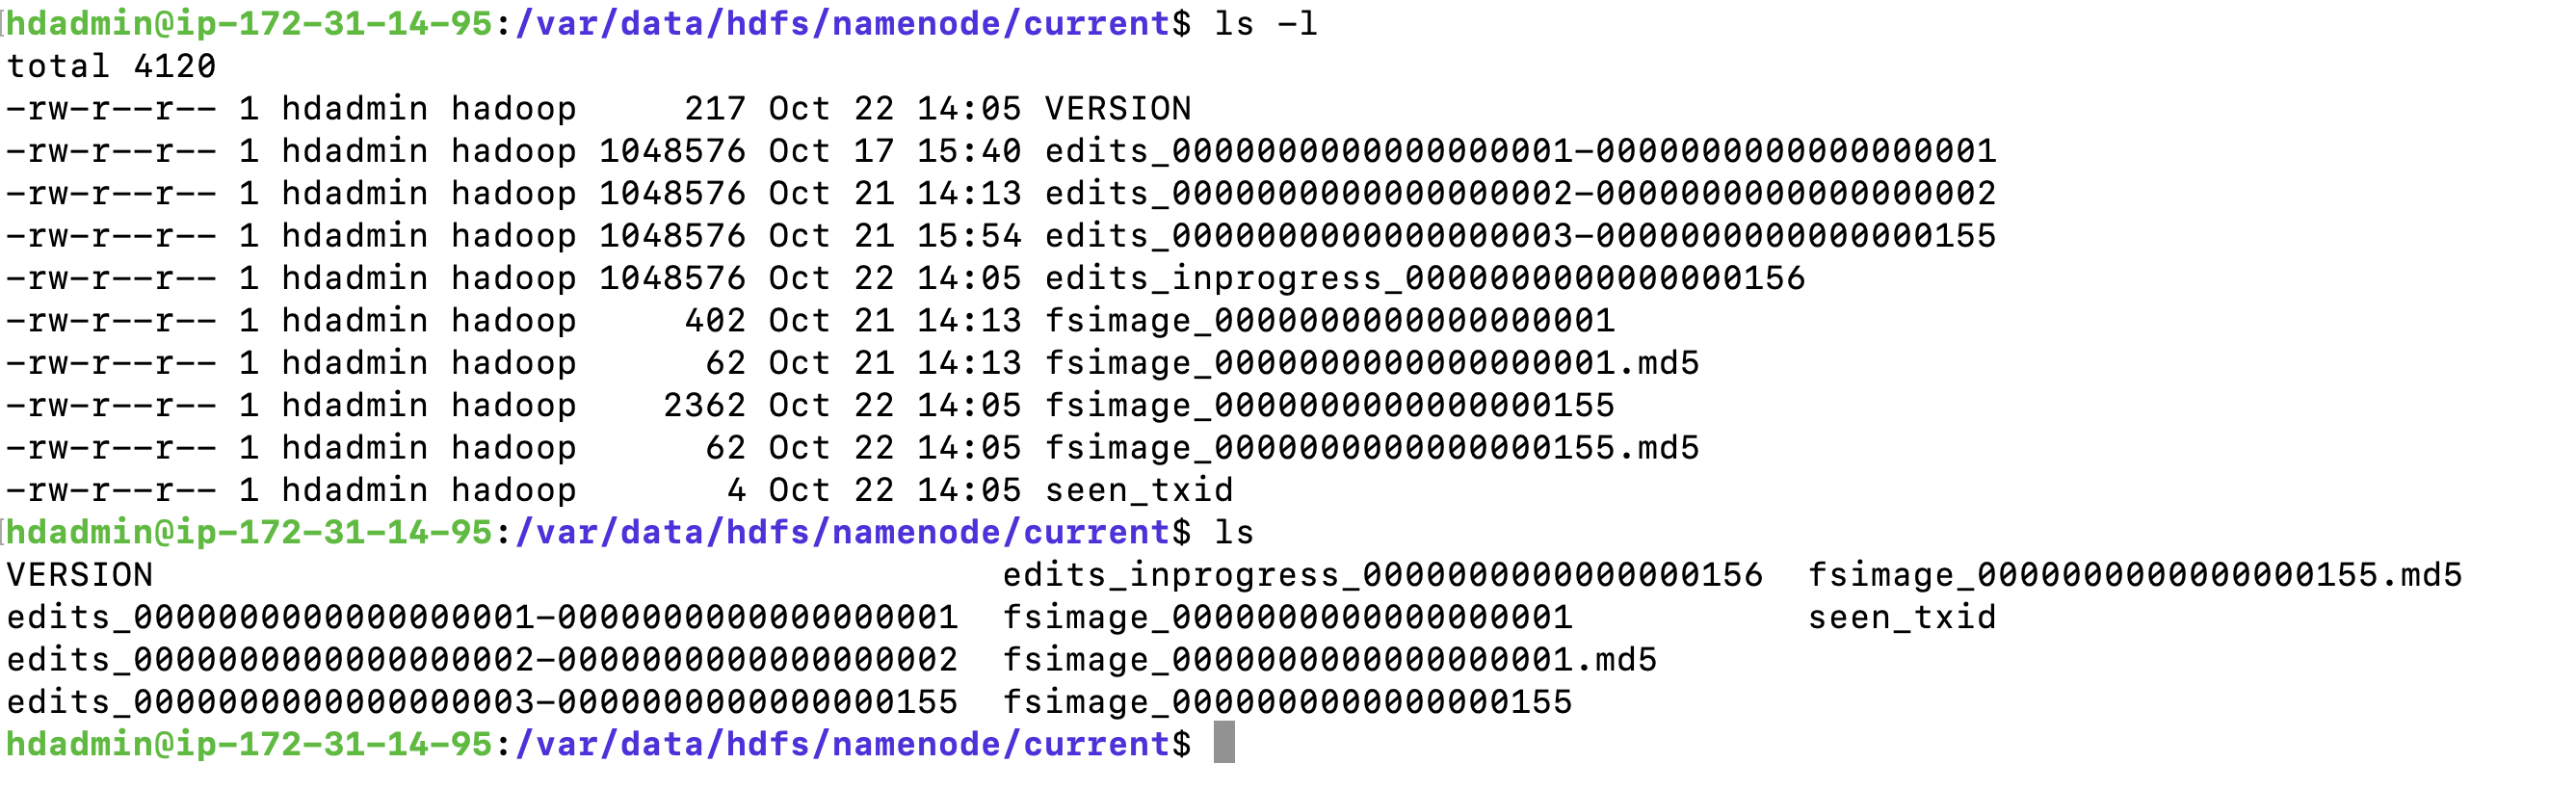 hdadmin@ip-172-31-14-95:/var/data/hdfs/namenode/current$ ls -l
total 4120
-rw-r--r-- 1 hdadmin hadoop     217 Oct 22 14:05 VERSION
-rw-r--r-- 1 hdadmin hadoop 1048576 Oct 17 15:40 edits_0000000000000000001-0000000000000000001
-rw-r--r-- 1 hdadmin hadoop 1048576 Oct 21 14:13 edits_0000000000000000002-0000000000000000002
-rw-r--r-- 1 hdadmin hadoop 1048576 Oct 21 15:54 edits_0000000000000000003-0000000000000000155
-rw-r--r-- 1 hdadmin hadoop 1048576 Oct 22 14:05 edits_inprogress_0000000000000000156
-rw-r--r-- 1 hdadmin hadoop     402 Oct 21 14:13 fsimage_0000000000000000001
-rw-r--r-- 1 hdadmin hadoop      62 Oct 21 14:13 fsimage_0000000000000000001.md5
-rw-r--r-- 1 hdadmin hadoop    2362 Oct 22 14:05 fsimage_0000000000000000155
-rw-r--r-- 1 hdadmin hadoop      62 Oct 22 14:05 fsimage_0000000000000000155.md5
-rw-r--r-- 1 hdadmin hadoop       4 Oct 22 14:05 seen_txid
hdadmin@ip-172-31-14-95:/var/data/hdfs/namenode/current$ ls
VERSION                                        edits_inprogress_0000000000000000156  fsimage_0000000000000000155.md5
edits_0000000000000000001-0000000000000000001  fsimage_0000000000000000001           seen_txid
edits_0000000000000000002-0000000000000000002  fsimage_0000000000000000001.md5
edits_0000000000000000003-0000000000000000155  fsimage_0000000000000000155
hdadmin@ip-172-31-14-95:/var/data/hdfs/namenode/current$